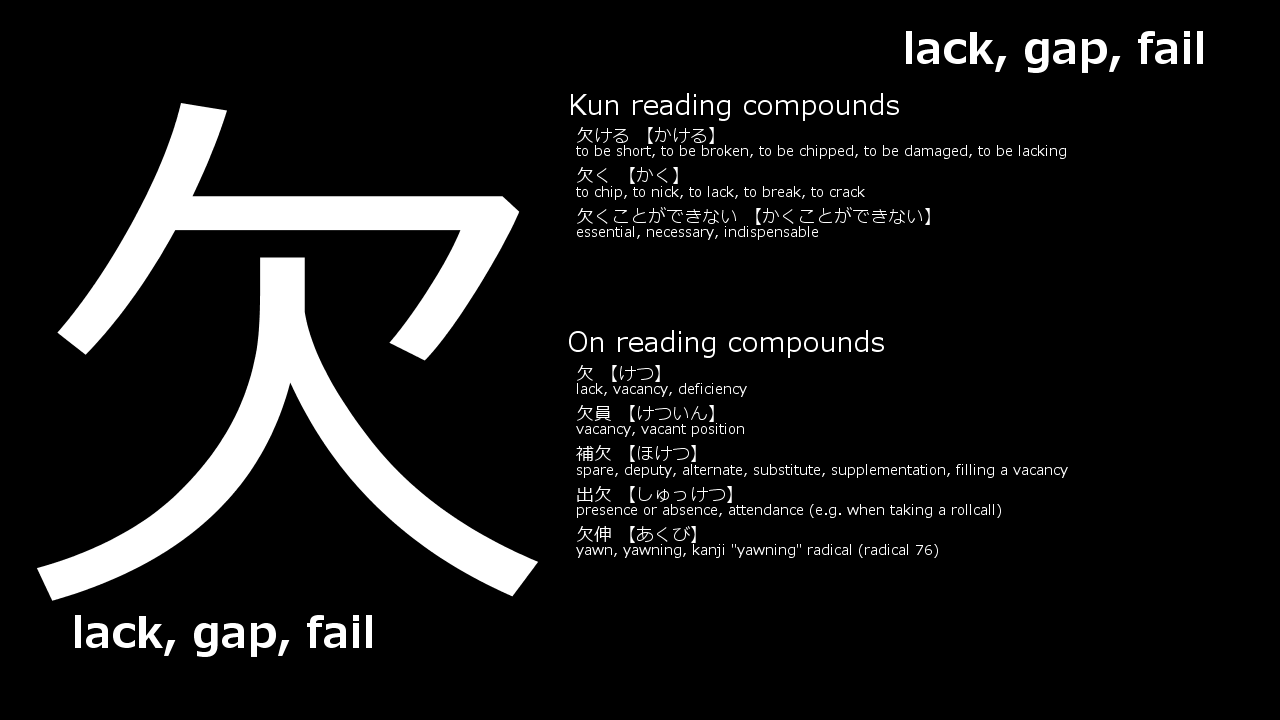 lack, gap, fail
欠
Kun reading compounds
欠ける 【かける】
to be short, to be broken, to be chipped, to be damaged, to be lacking
欠く 【かく】
to chip, to nick, to lack, to break, to crack
欠くことができない 【かくことができない】
essential, necessary, indispensable
On reading compounds
欠 【けつ】
lack, vacancy, deficiency
欠員 【けついん】
vacancy, vacant position
補欠 【ほけつ】
spare, deputy, alternate, substitute, supplementation, filling a vacancy
出欠 【しゅっけつ】
presence or absence, attendance (e.g. when taking a rollcall)
欠伸 【あくび】
yawn, yawning, kanji "yawning" radical (radical 76)
lack, gap, fail